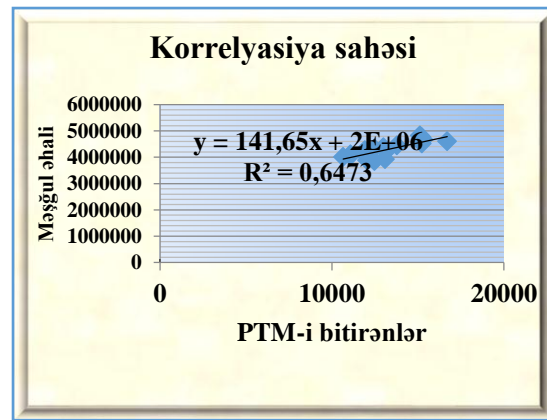 Korrelyasiya sahəsi
Məşğul əhali
6000000
5000000
4000000
3000000
2000000
1000000
0
y = 141,65x + 2E+06
R² = 0,6473
0 10000 20000
PTM-i bitirənlər